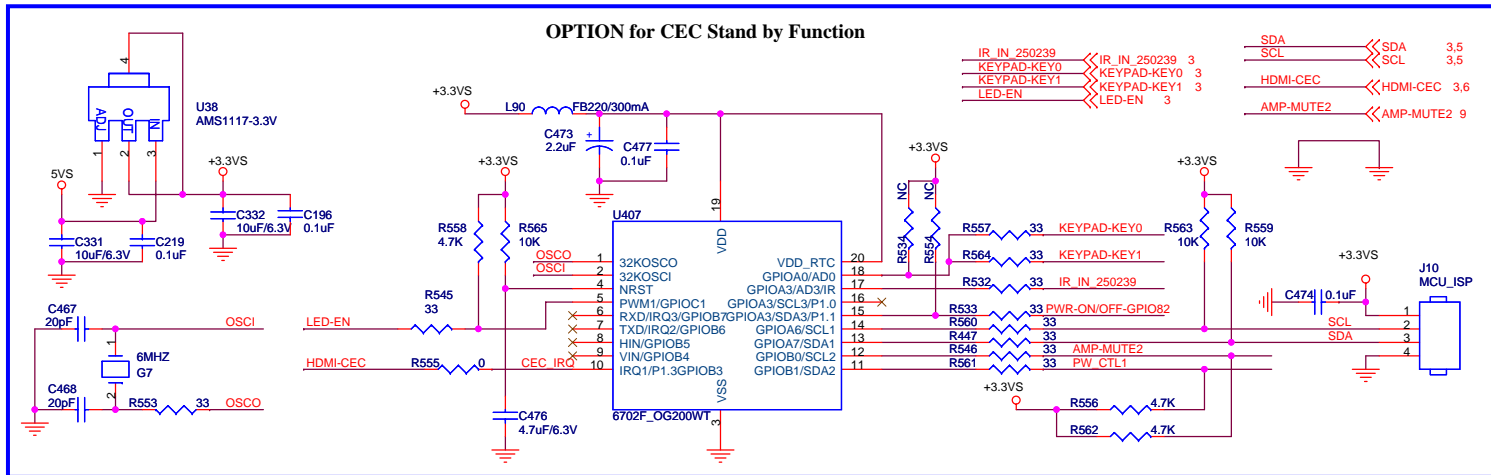 OPTION for CEC Stand by Function
4
ADJ
OUT
IN
U38
AMS1117-3.3V
1
2
3
5VS
+3.3VS
C331
10uF/6.3V
C219
0.1uF
C332
10uF/6.3V
C196
0.1uF
+3.3VS
L90
FB220/300mA
C473
2.2uF
+
C477
0.1uF
IR_IN_250239
KEYPAD-KEY0
KEYPAD-KEY1
LED-EN
IR_IN_250239 3
KEYPAD-KEY0 3
KEYPAD-KEY1 3
LED-EN 3
SDA
SCL
HDMI-CEC
AMP-MUTE2
SDA 3,5
SCL 3,5
HDMI-CEC 3,6
AMP-MUTE2 9
+3.3VS
R558
4.7K
R565
10K
U407
19
VDD
OSCO
OSCI
1
2
4
5
6
7
8
9
10
32KOSCO
32KOSCI
NRST
PWM1/GPIOC1
RXD/IRQ3/GPIOB7
TXD/IRQ2/GPIOB6
HIN/GPIOB5
VIN/GPIOB4
IRQ1/P1.3GPIOB3
VDD_RTC
GPIOA0/AD0
GPIOA3/AD3/IR
GPIOA3/SCL3/P1.0
GPIOA3/SDA3/P1.1
GPIOA6/SCL1
GPIOA7/SDA1
GPIOB0/SCL2
GPIOB1/SDA2
20
18
17
16
15
14
13
12
11
VSS
3
6702F_OG200WT
+3.3VS
NC
NC
R534
R554
R557 33 KEYPAD-KEY0
R564 33 KEYPAD-KEY1
R532 33 IR_IN_250239
R533 33 PWR-ON/OFF-GPIO82
R560 33 SCL
R447 33 SDA
R546 33 AMP-MUTE2
R561 33 PW_CTL1
+3.3VS
R563
10K
R559
10K
+3.3VS
C474 0.1uF
J10
MCU_ISP
1
2
3
4
+3.3VS
R556 4.7K
R562 4.7K
C467
20pF
OSCI
1
6MHZ
G7
2
C468
20pF
R553 33 OSCO
LED-EN
R545
33
HDMI-CEC
R555 0
CEC_IRQ
C476
4.7uF/6.3V